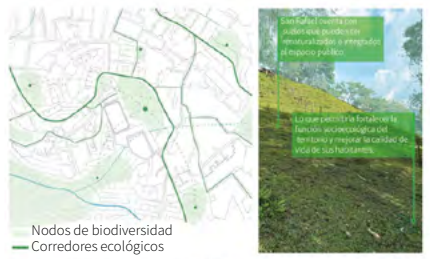 Nodos de biodiversidad
Corredores ecológicos
San Rafael cuenta con
suelos que pueden ser
renaturalizados o integrados
al espacio público.
Lo que permitiría fortalecer la
función socioecológica del
territorio y mejorar la calidad de
vida de sus habitantes.